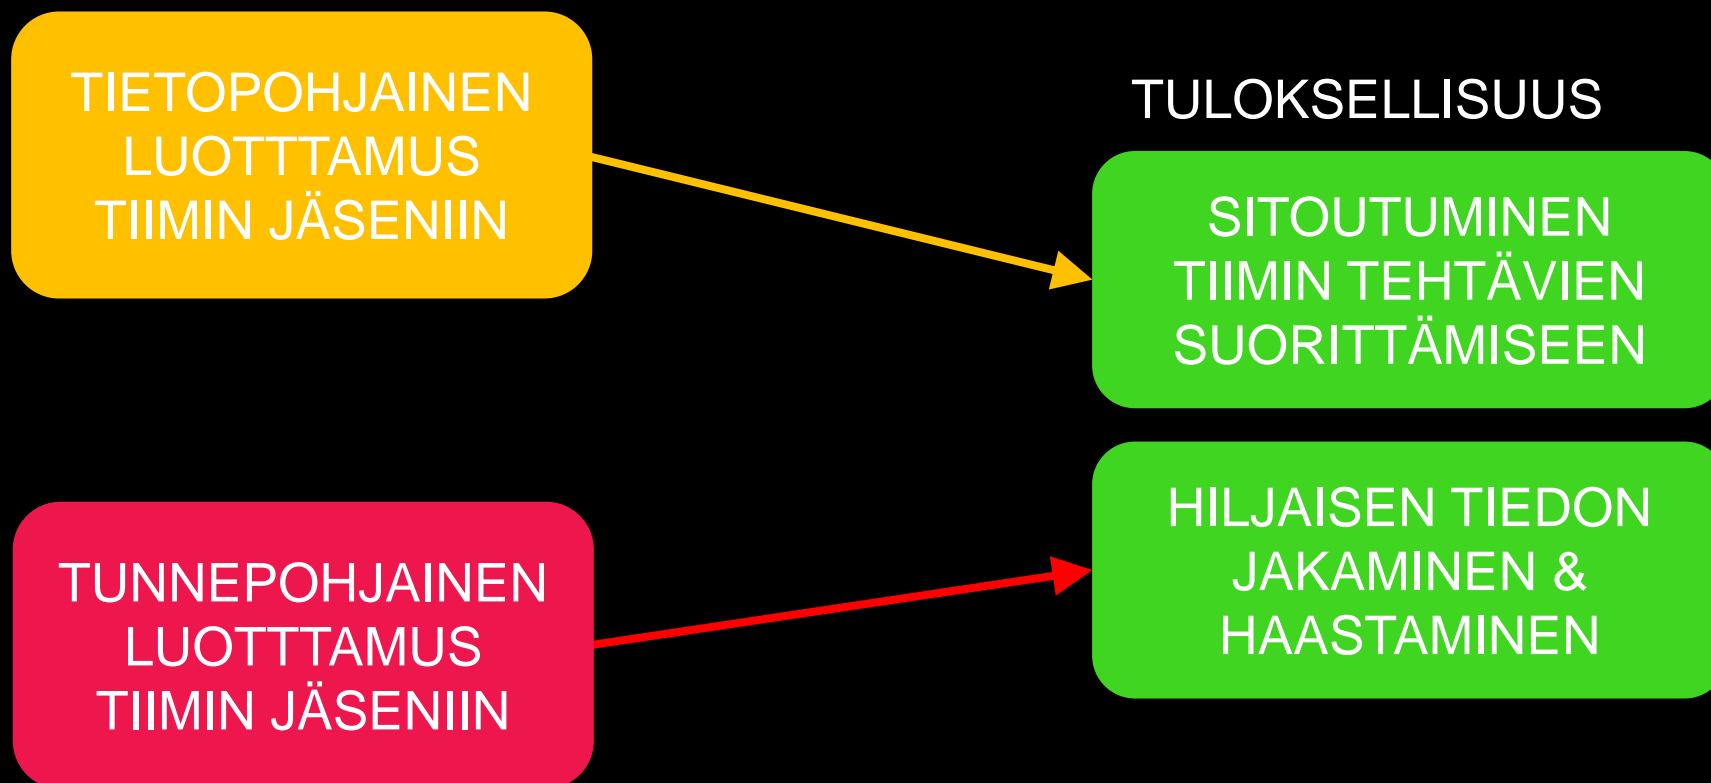 TIETOPOHJAINEN
LUOTTTAMUS
TIIMIN JÄSENIIN
TULOKSELLISUUS
SITOUTUMINEN
TIIMIN TEHTÄVIEN
SUORITTÄMISEEN
TUNNEPOHJAINEN
LUOTTTAMUS
TIIMIN JÄSENIIN
HILJAISEN TIEDON
JAKAMINEN &
HAASTAMINEN